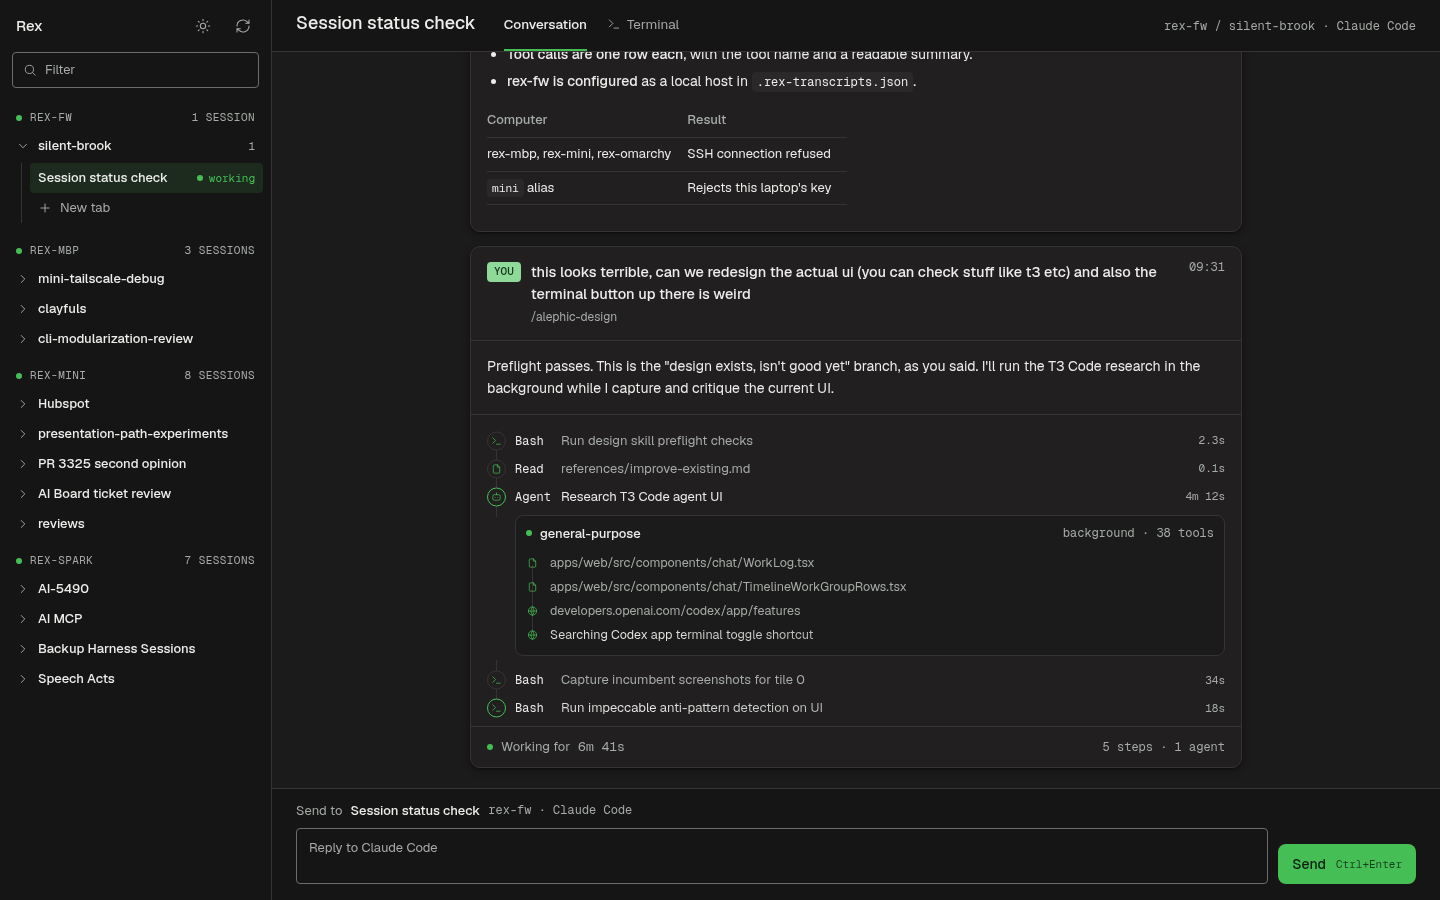 Rex
Filter
REX-FW 1 SESSION
silent-brook 1
Session status check working
New tab
REX-MBP 3 SESSIONS
mini-tailscale-debug
clayfuls
cli-modularization-review
REX-MINI 8 SESSIONS
Hubspot
presentation-path-experiments
PR 3325 second opinion
AI Board ticket review
reviews
REX-SPARK 7 SESSIONS
AI-5490
AI MCP
Backup Harness Sessions
Speech Acts
Session status check Conversation Terminal rex-fw / silent-brook · Claude Code
Tool calls are one row each, with the tool name and a readable summary.
rex-fw is configured as a local host in .rex-transcripts.json.
Computer Result
rex-mbp, rex-mini, rex-omarchy SSH connection refused
mini alias Rejects this laptop's key
YOU this looks terrible, can we redesign the actual ui (you can check stuff like t3 etc) and also the 09:31
terminal button up there is weird
/alephic-design
Preflight passes. This is the "design exists, isn't good yet" branch, as you said. I'll run the T3 Code research in the
background while I capture and critique the current UI.
Bash Run design skill preflight checks 2.3s
Read references/improve-existing.md 0.1s
Agent Research T3 Code agent UI 4m 12s
general-purpose background · 38 tools
apps/web/src/components/chat/WorkLog.tsx
apps/web/src/components/chat/TimelineWorkGroupRows.tsx
developers.openai.com/codex/app/features
Searching Codex app terminal toggle shortcut
Bash Capture incumbent screenshots for tile 0 34s
Bash Run impeccable anti-pattern detection on UI 18s
Working for 6m 41s 5 steps · 1 agent
Send to Session status check rex-fw · Claude Code
Reply to Claude Code
Send Ctrl+Enter